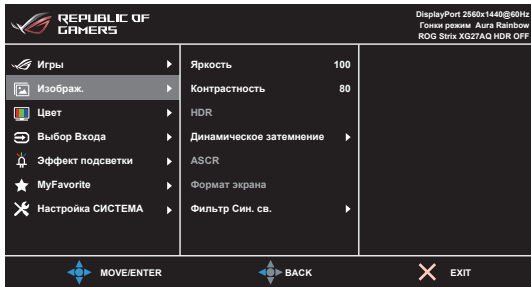 REPUBLIC OF
GAMERS
DisplayPort 2560x1440@60Hz
Гонки режим Aura Rainbow
ROG Strix XG27AQ HDR OFF
Игры
Изображ.
Цвет
Выбор Входа
Эффект подсветки
MyFavorite
Настройка СИСТЕМА
Яркость 100
Контрастность 80
HDR
Динамическое затемнение
ASCR
Формат экрана
Фильтр Син. св.
MOVE/ENTER
BACK
EXIT